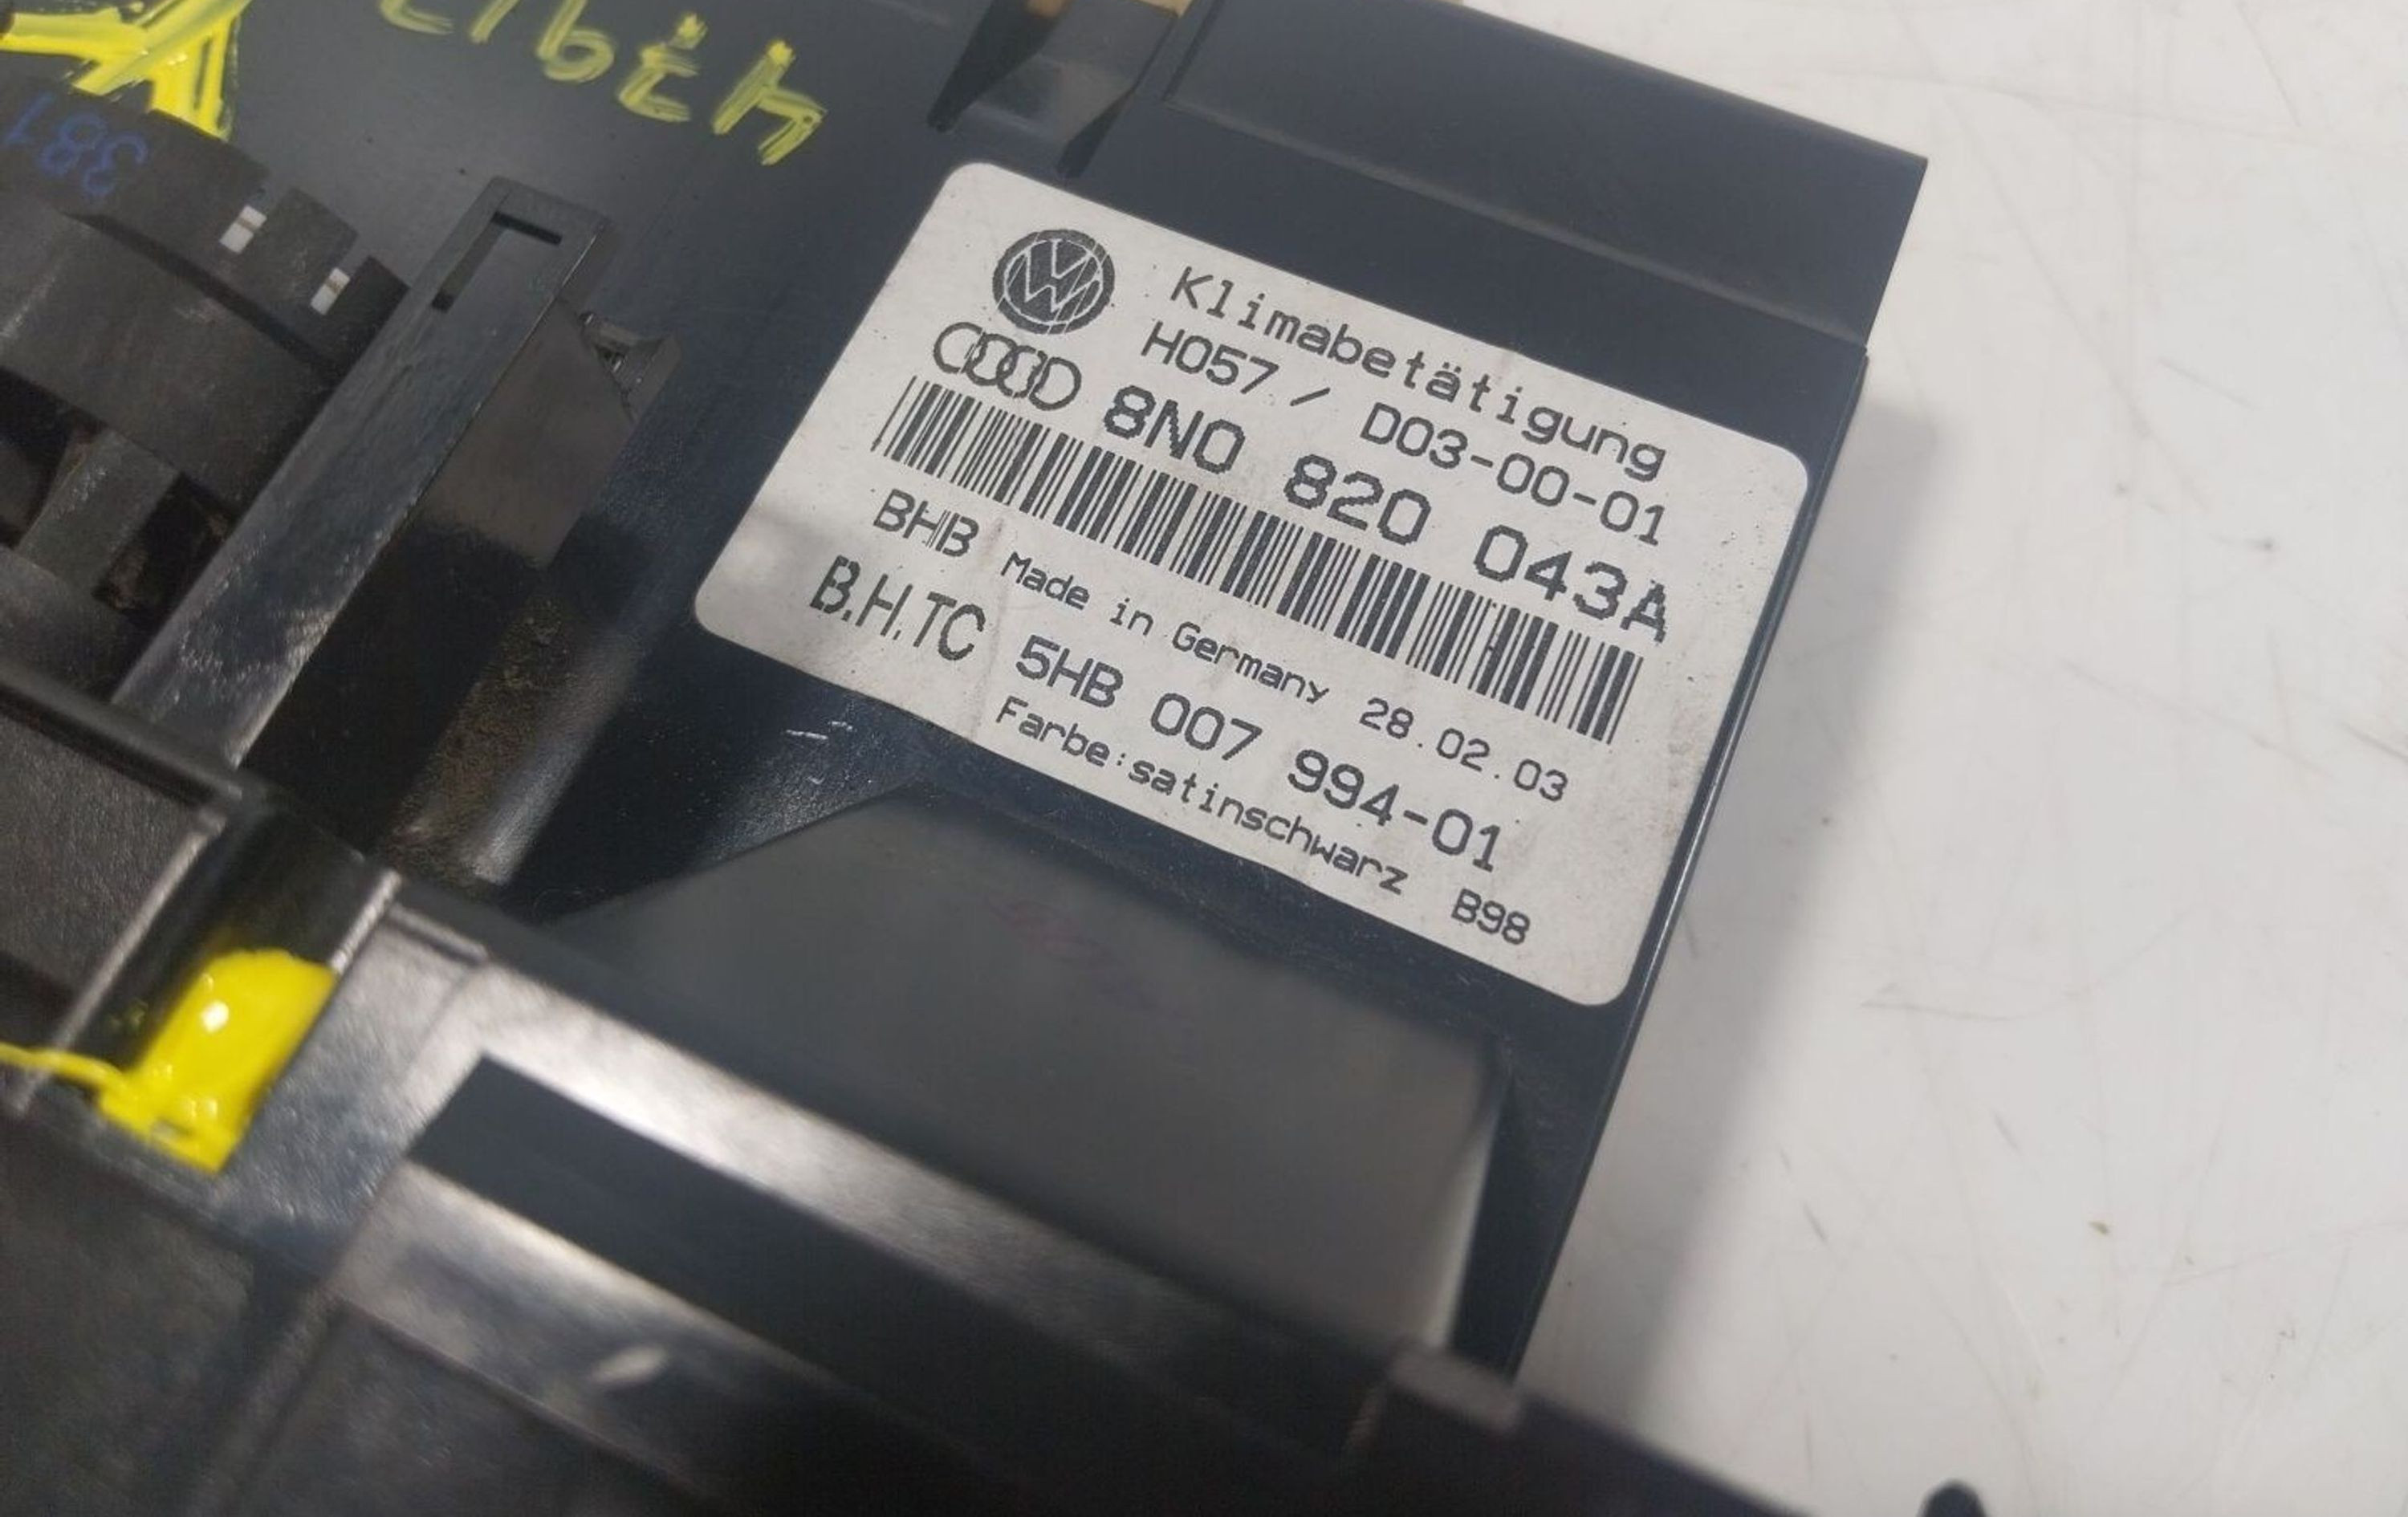 Klimabetätigung
H057 / D03-00-01
8N0 820 043A
BHB Made in Germany 28.02.03
B.H.TC 5HB 007 994-01
Farbe:satinschwarz B98
381